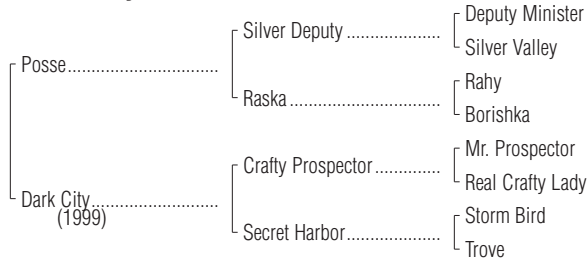 Deputy Minister
Silver Deputy ....................
Silver Valley
Posse................................
Rahy
Raska................................
Borishka
Mr. Prospector
Crafty Prospector ..............
Real Crafty Lady
Dark City...........................
(1999)
Storm Bird
Secret Harbor....................
Trove